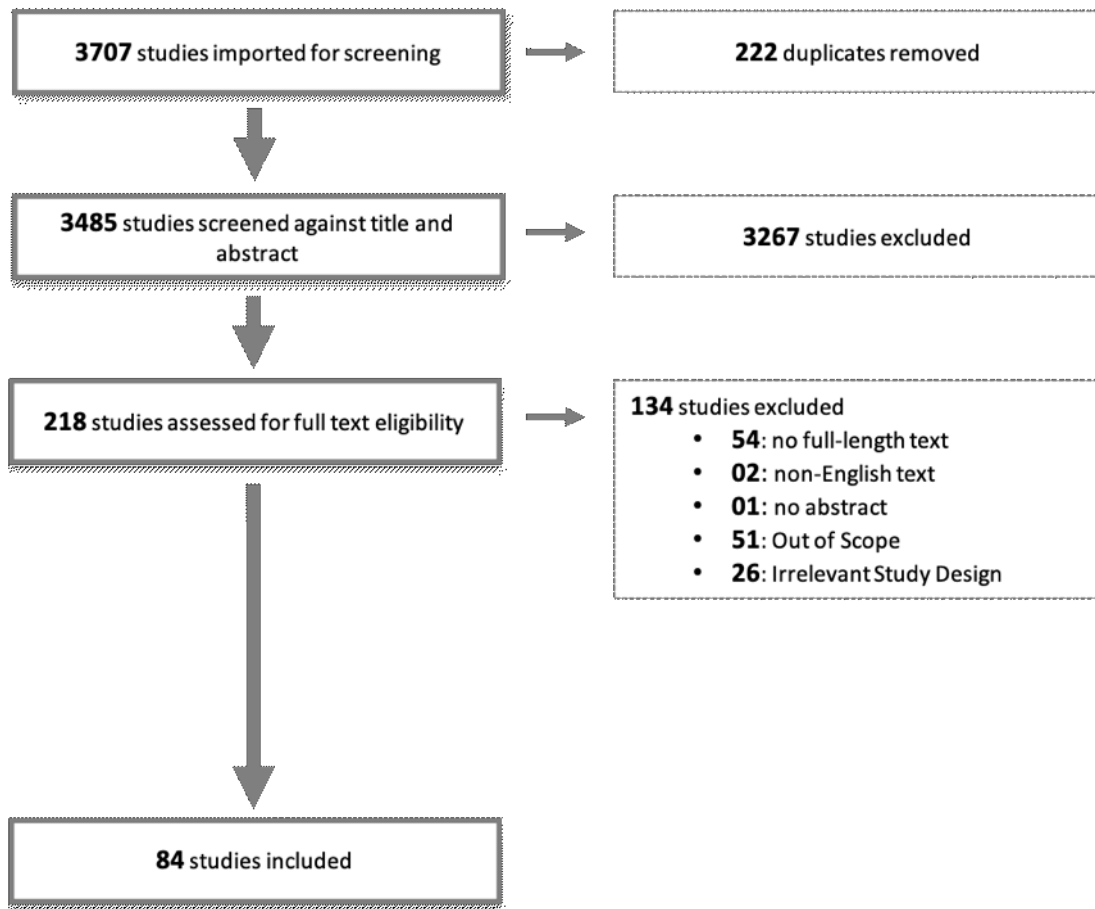 3707 studies imported for screening
222 duplicates removed
3485 studies screened against title and
abstract
3267 studies excluded
218 studies assessed for full text eligibility
134 studies excluded
• 54: no full-length text
• 02: non-English text
• 01: no abstract
• 51: Out of Scope
• 26: Irrelevant Study Design
84 studies included